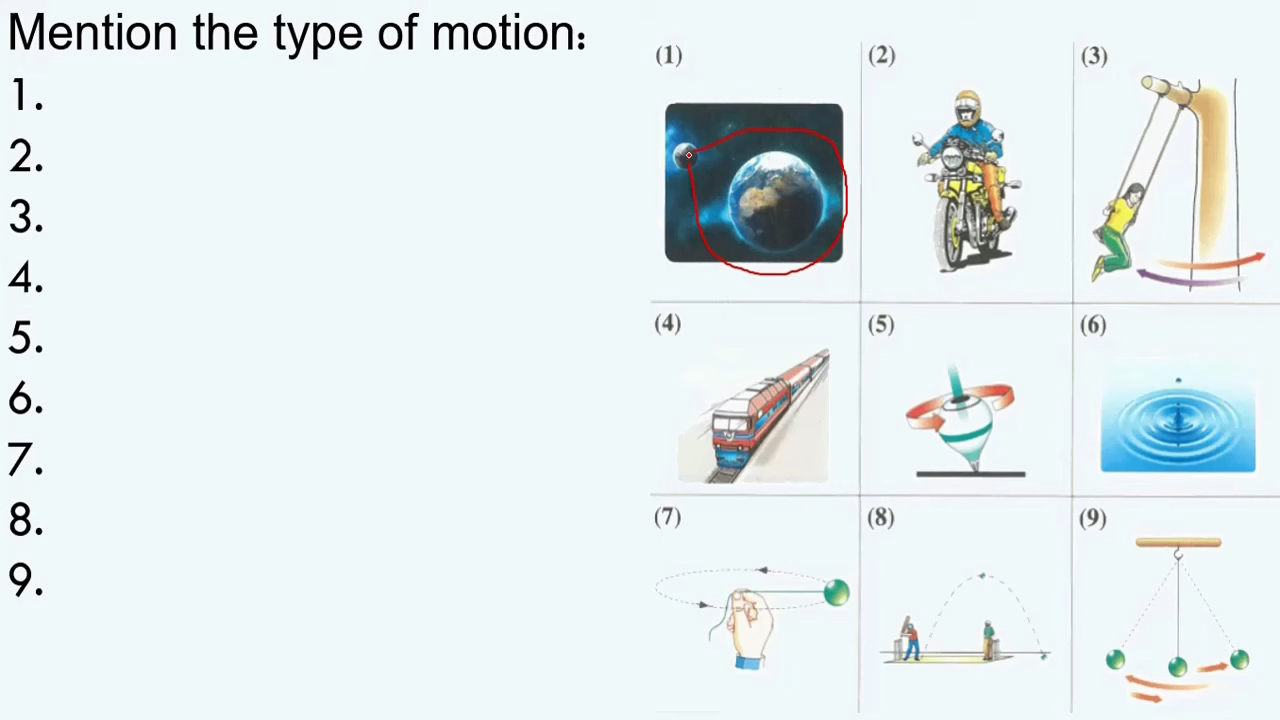 Mention the type of motion:
1.
2.
3.
4.
5.
6.
7.
8.
9.
(1) (2) (3)
(4) (5) (6)
(7) (8) (9)